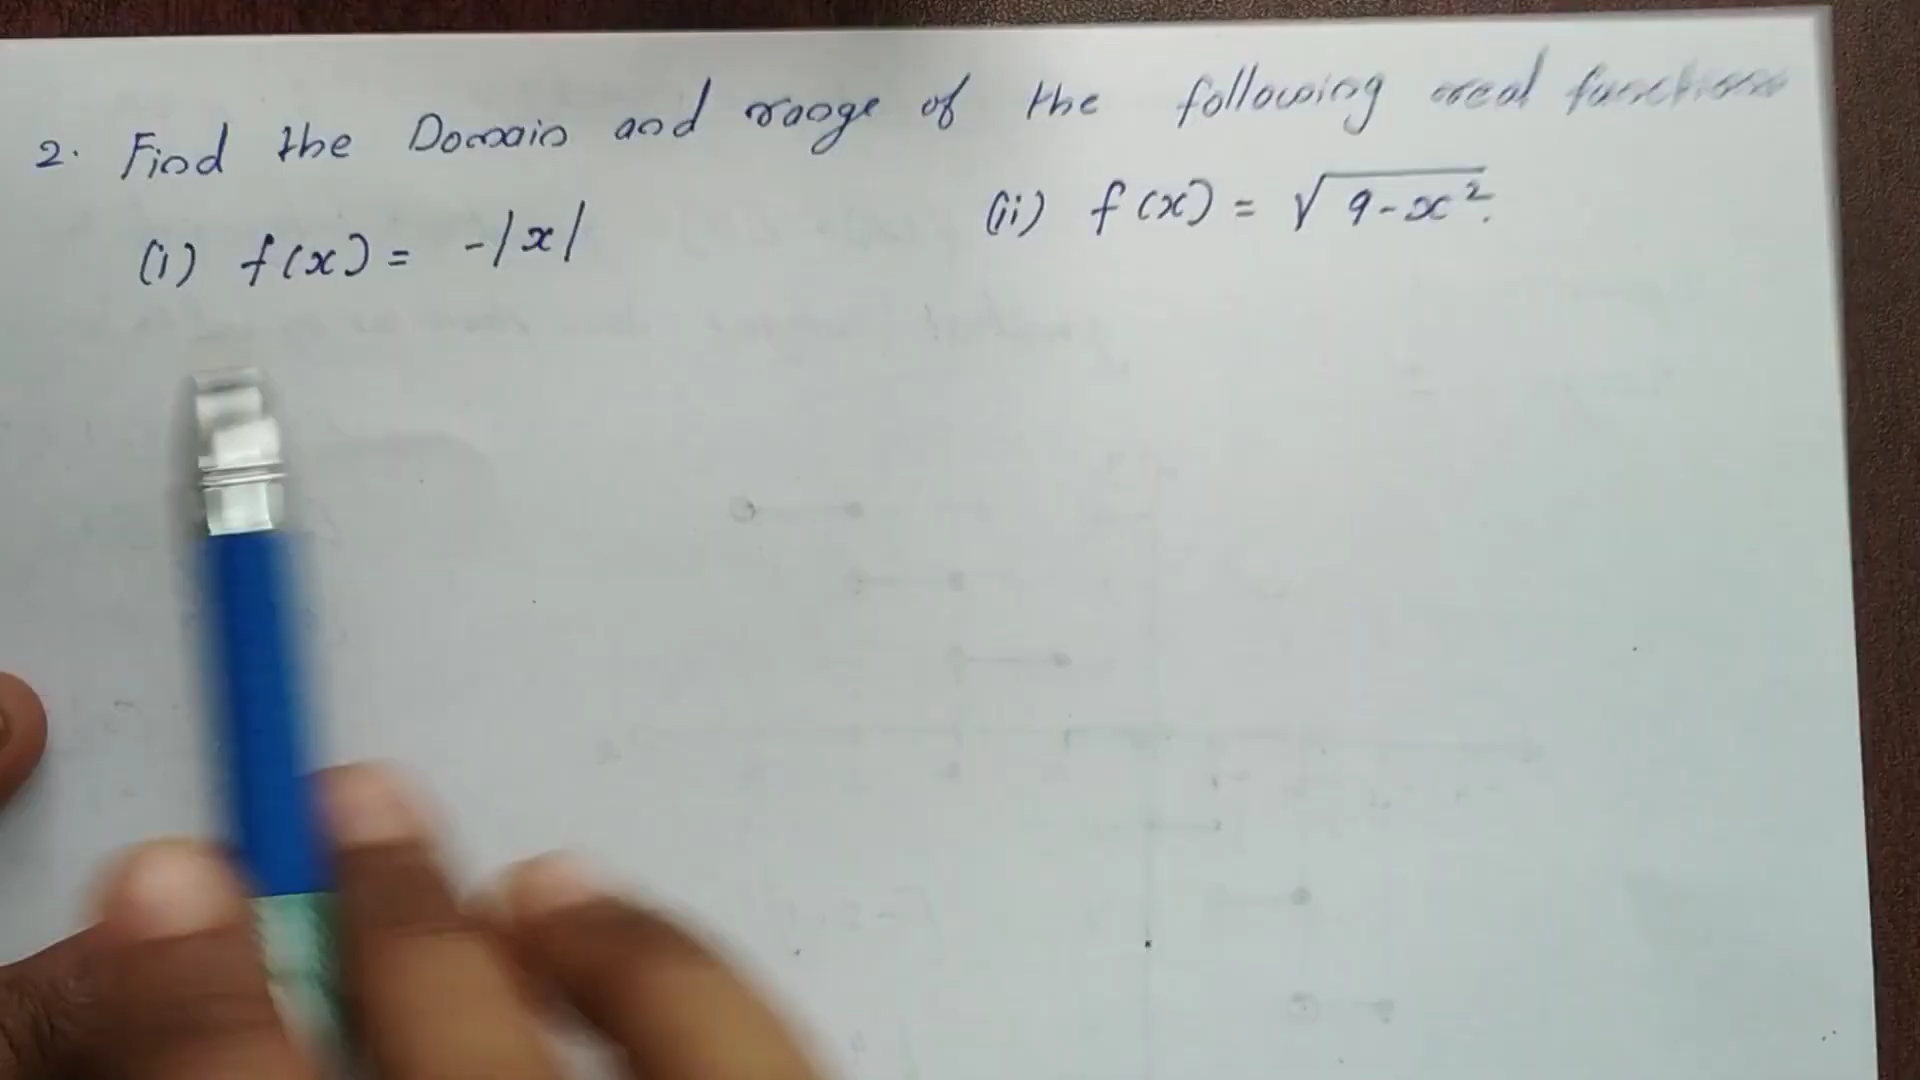 2. Find the Domain and range of the following real functions
(i) f(x) = -|x| (ii) f(x) = √9-x².